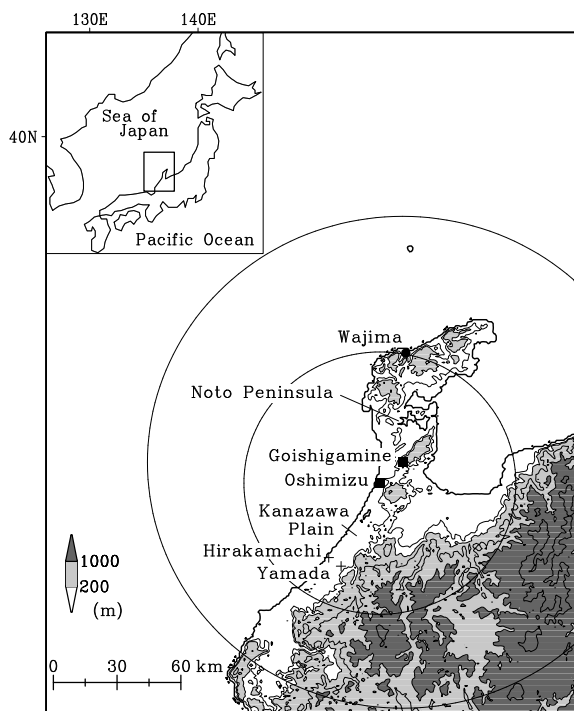 130E 140E
40N
Sea of
Japan
Pacific Ocean
Wajima
Noto Peninsula
Goishigamine
Oshimizu
Kanazawa
Plain
Hirakamachi
Yamada
1000
200
(m)
0 30 60 km